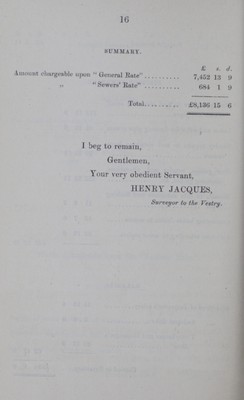 16
SUMMARY.
£ s. d.
Amount chargeable upon "General Rate" .......... 7,452 13 9
„ "Sewers' Rate" .......... 684 1 9
Total.......... £8,136 15 6
I beg to remain,
Gentlemen,
Your very obedient Servant,
HENRY JACQUES,
Surveyor to the Vestry.